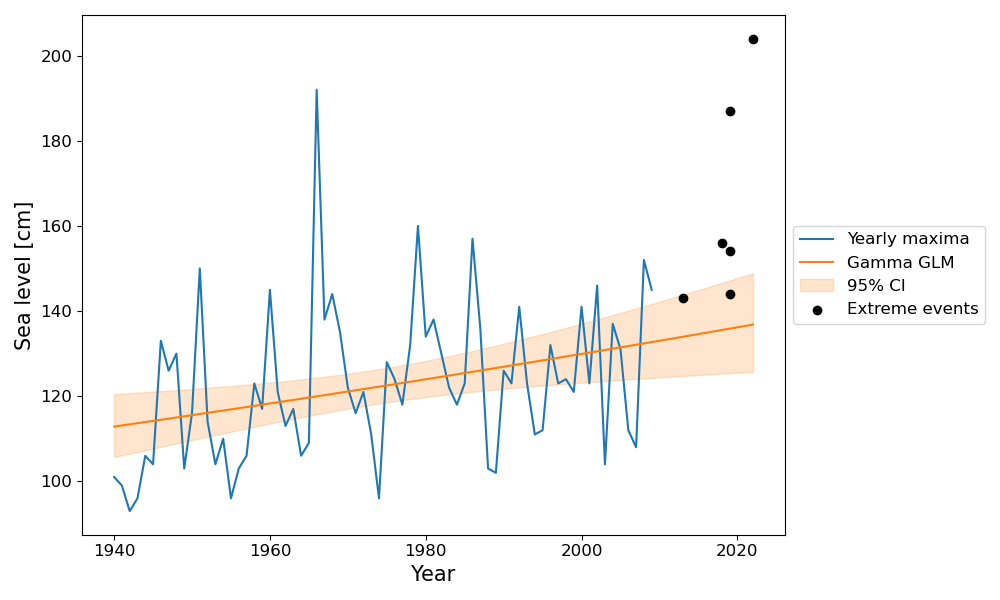 200
180
160
140
120
100
Sea level [cm]
1940
1960
1980
2000
2020
Year
Yearly maxima
Gamma GLM
95% CI
Extreme events